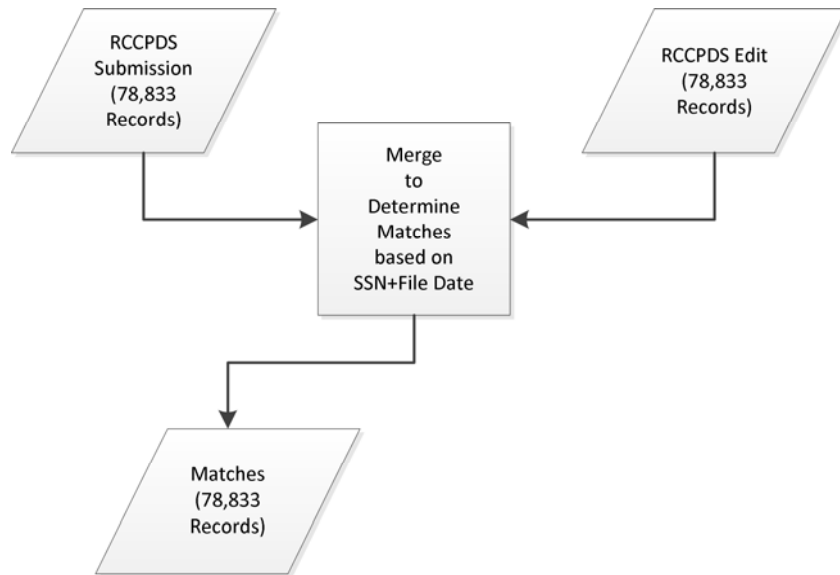 RCCPDS
Submission
(78,833
Records)
RCCPDS Edit
(78,833
Records)
Merge
to
Determine
Matches
based on
SSN+File Date
Matches
(78,833
Records)